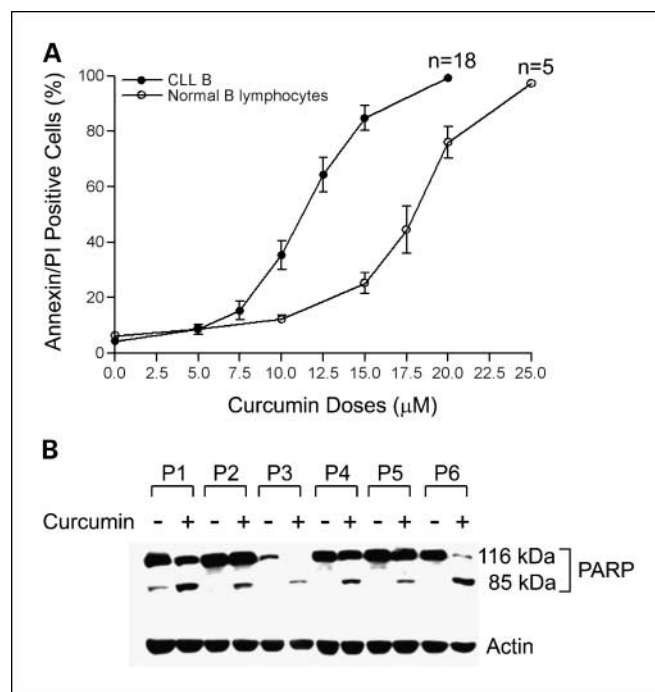 A
n=18
n=5
CLL B
Normal B lymphocytes
Annexin/PI Positive Cells (%)
100
80
60
40
20
0
0.0 2.5 5.0 7.5 10.0 12.5 15.0 17.5 20.0 22.5 25.0
Curcumin Doses (μM)
B
P1 P2 P3 P4 P5 P6
Curcumin - + - + - + - + - + - +
116 kDa
PARP
85 kDa
Actin